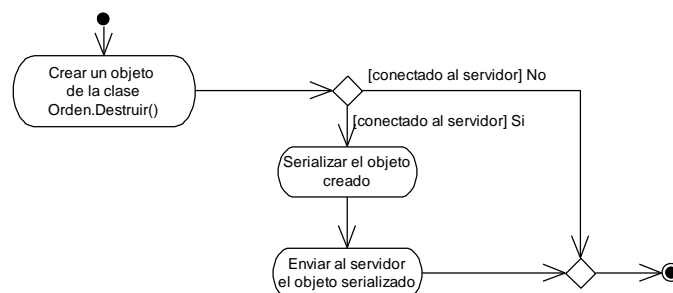 Crear un objeto
de la clase
Orden.Destruir()
[conectado al servidor] No
[conectado al servidor] Si
Serializar el objeto
creado
Enviar al servidor
el objeto serializado